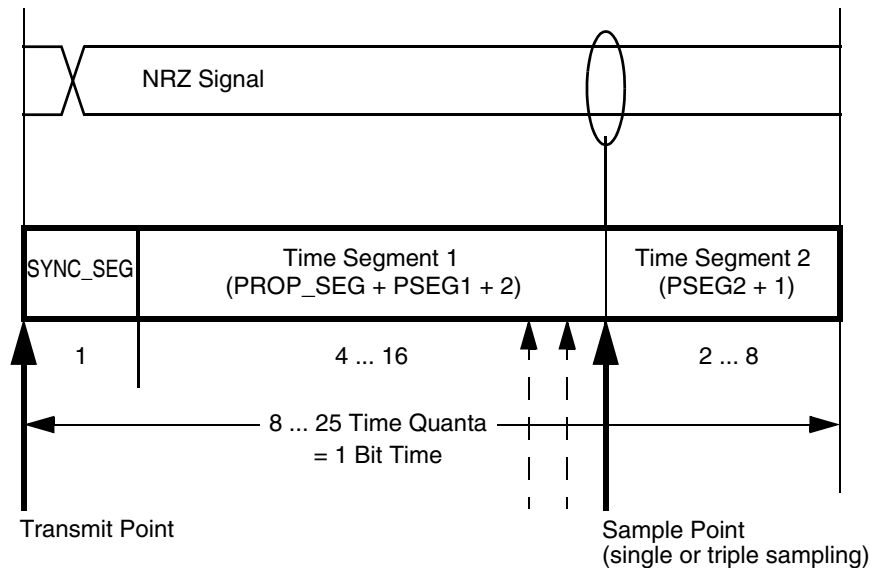 NRZ Signal
SYNC_SEG
Time Segment 1
(PROP_SEG + PSEG1 + 2)
Time Segment 2
(PSEG2 + 1)
1
4 ... 16
2 ... 8
8 ... 25 Time Quanta
= 1 Bit Time
Transmit Point
Sample Point
(single or triple sampling)